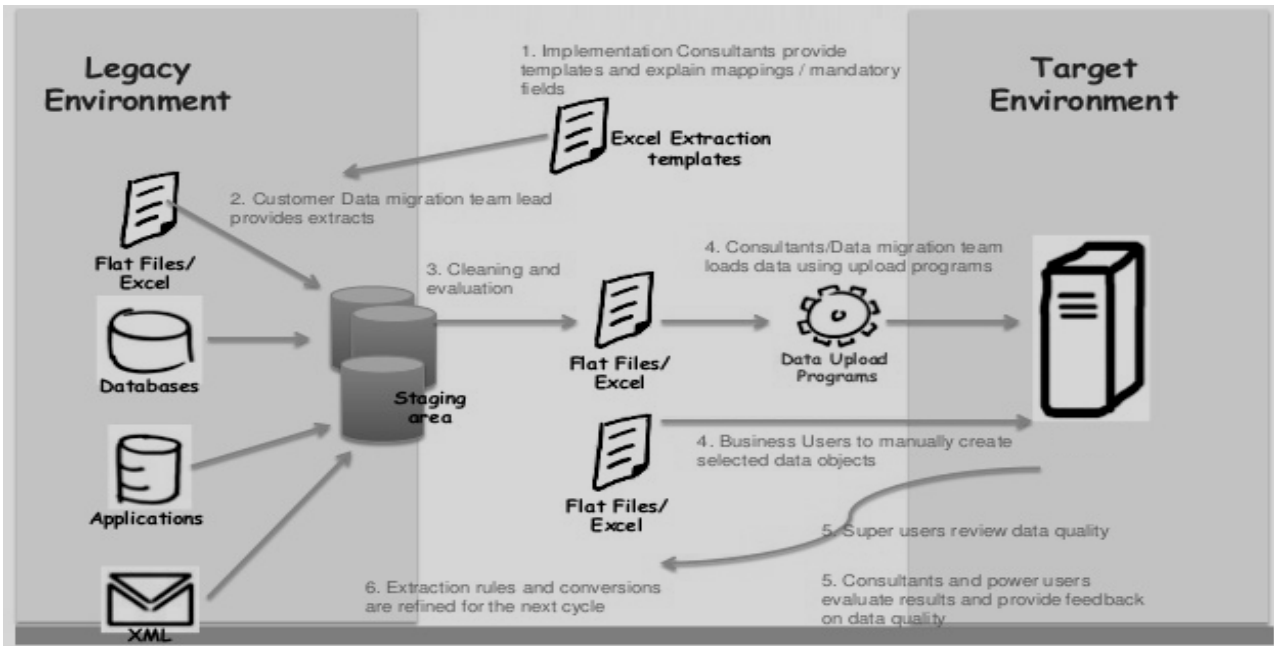 Legacy
Environment
1. Implementation Consultants provide
templates and explain mappings / mandatory
fields
Target
Environment
Excel Extraction
templates
2. Customer Data migration team lead
provides extracts
Flat Files/
Excel
3. Cleaning and
evaluation
4. Consultants/Data migration team
loads data using upload programs
Databases
Staging
area
Flat Files/
Excel
Data Upload
Programs
4. Business Users to manually create
selected data objects
Applications
Flat Files/
Excel
5. Super users review data quality
6. Extraction rules and conversions
are refined for the next cycle
5. Consultants and power users
evaluate results and provide feedback
on data quality
XML